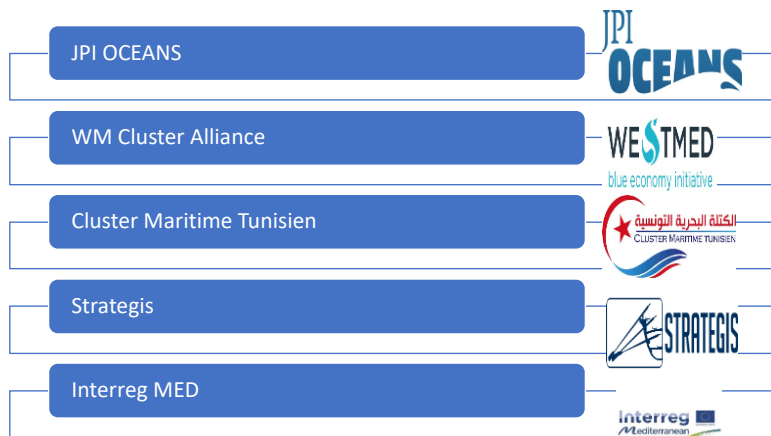 JPI OCEANS
JPI
OCEANS
WM Cluster Alliance
WESTMED
blue economy initiative
Cluster Maritime Tunisien
الكتلة البحرية التونسية
CLUSTER MARITIME TUNISIEN
Strategis
STRATEGIS
Interreg MED
Interreg
Mediterranean